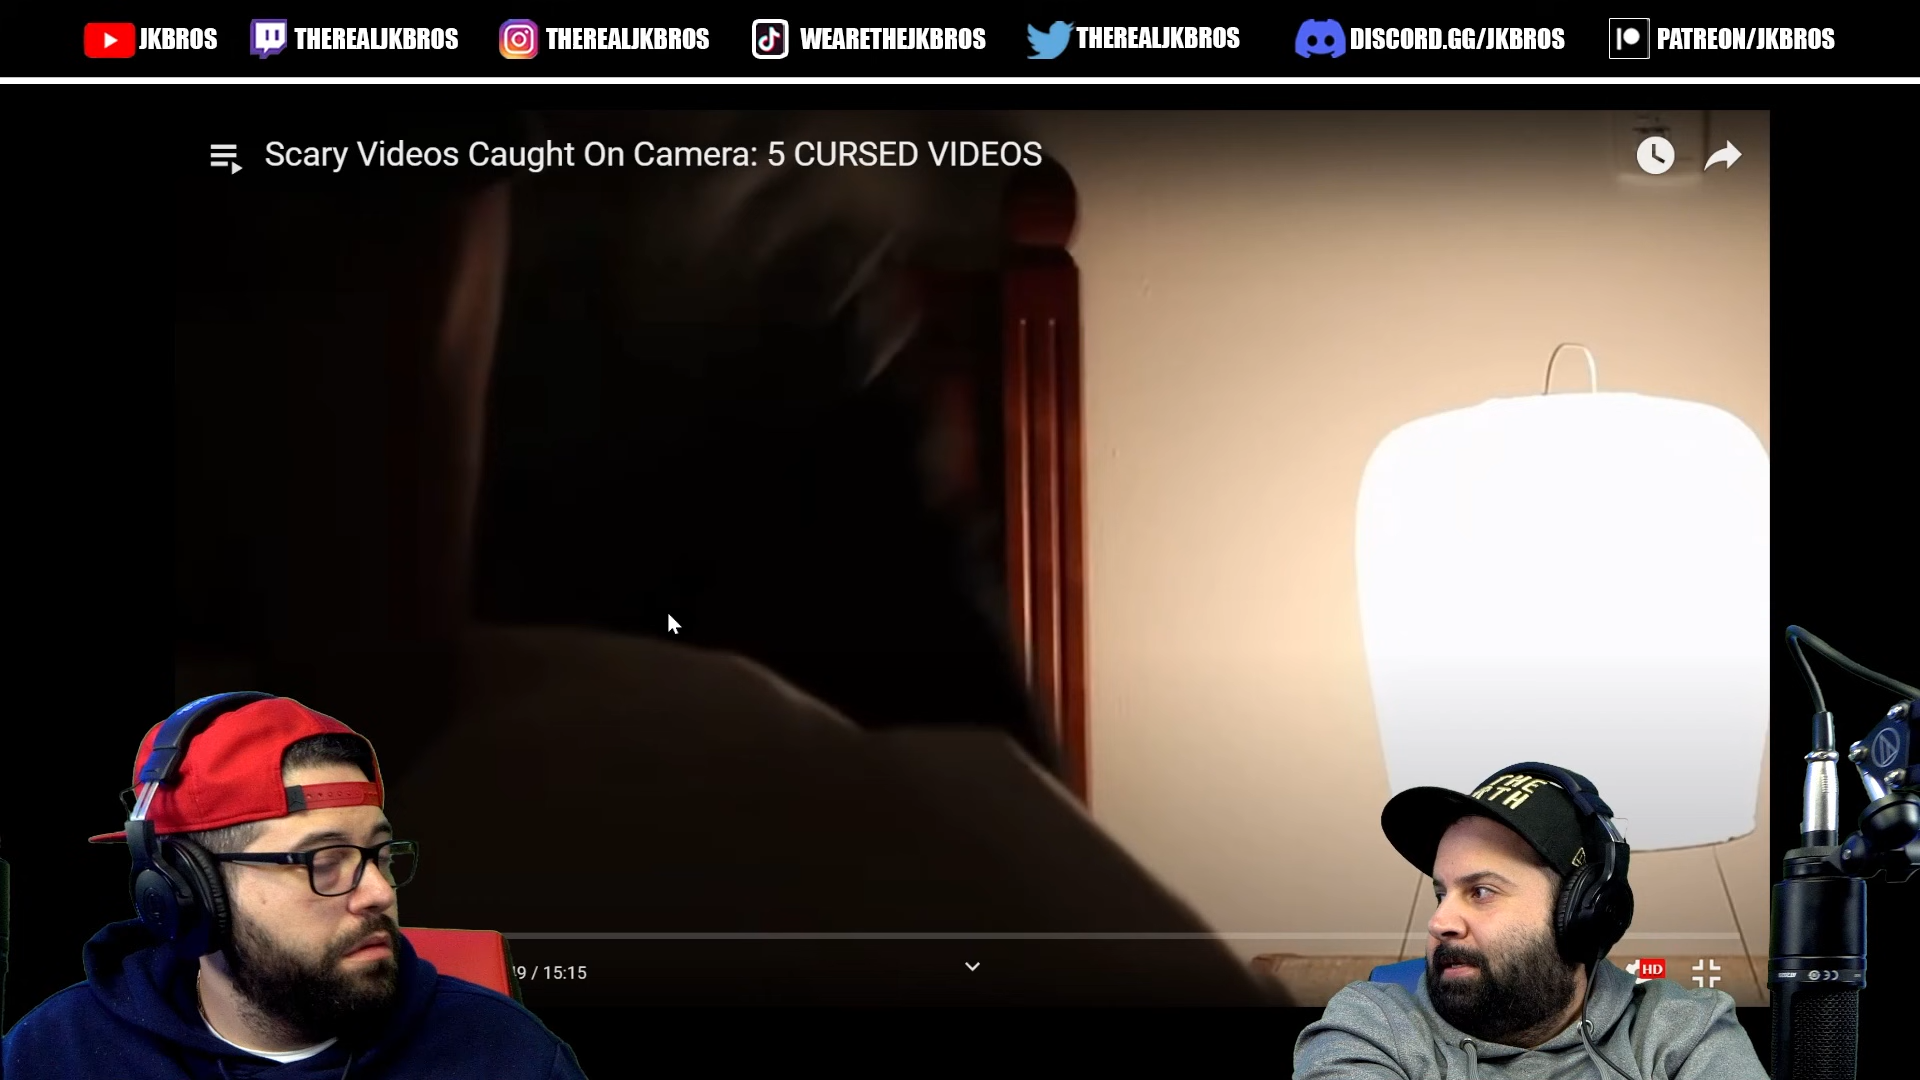 JKBROS THEREALJKBROS THEREALJKBROS WEARETHEJKBROS THEREALJKBROS DISCORD.GG/JKBROS PATREON/JKBROS
Scary Videos Caught On Camera: 5 CURSED VIDEOS
THE
/ 15:15
HD